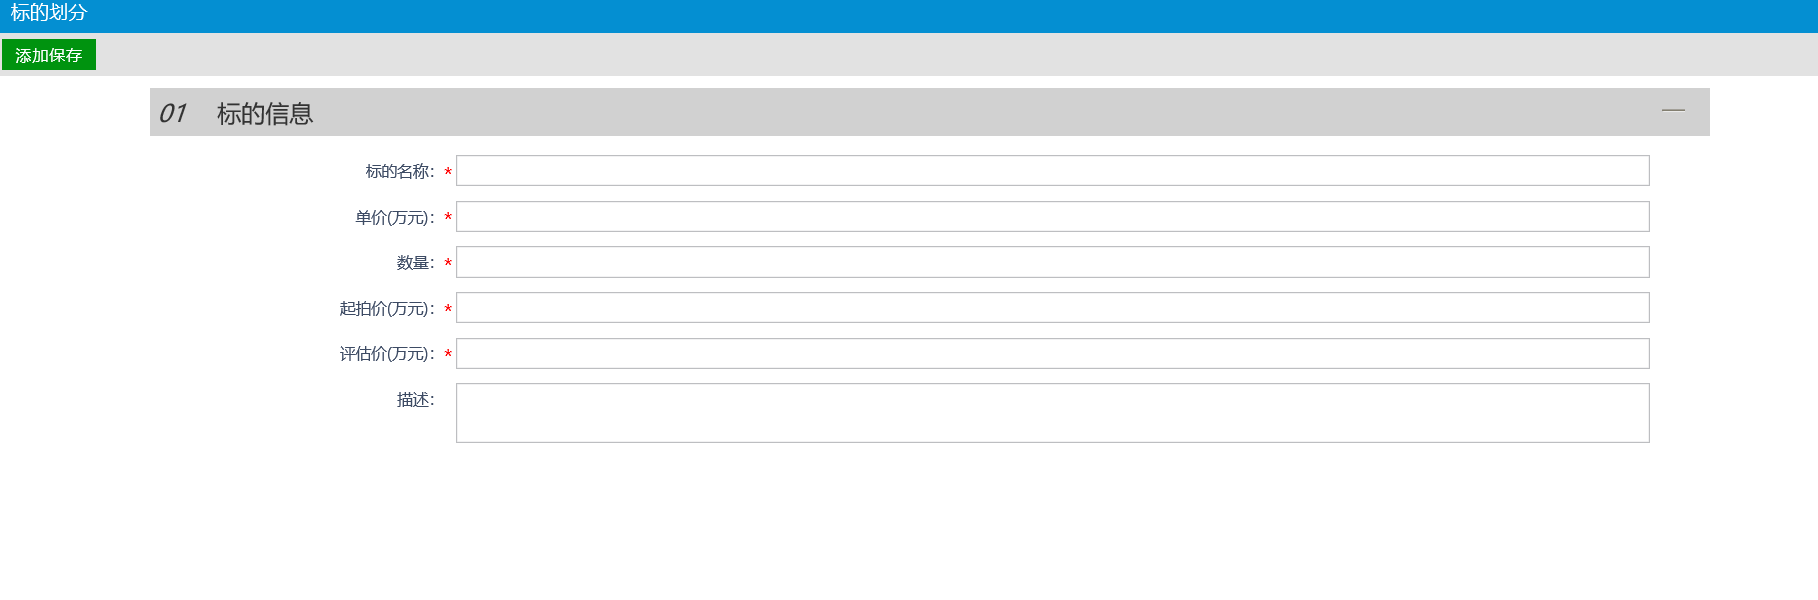 标的划分
添加保存
01 标的信息
标的名称：*
单价(万元)：*
数量：*
起拍价(万元)：*
评估价(万元)：*
描述：